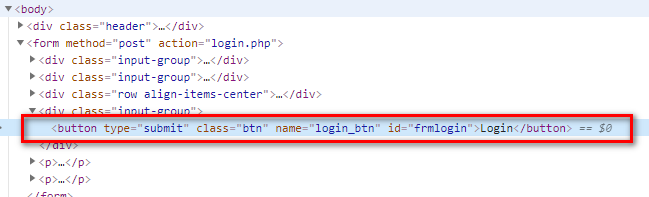 ▼<body>
▶<div class="header">…</div>
▼<form method="post" action="login.php">
▶<div class="input-group">…</div>
▶<div class="input-group">…</div>
▶<div class="row align-items-center">…</div>
▼<div class="input-group">
<button type="submit" class="btn" name="login_btn" id="frmlogin">Login</button> == $0
</div>
▶<p>…</p>
▶<p>…</p>
</form>